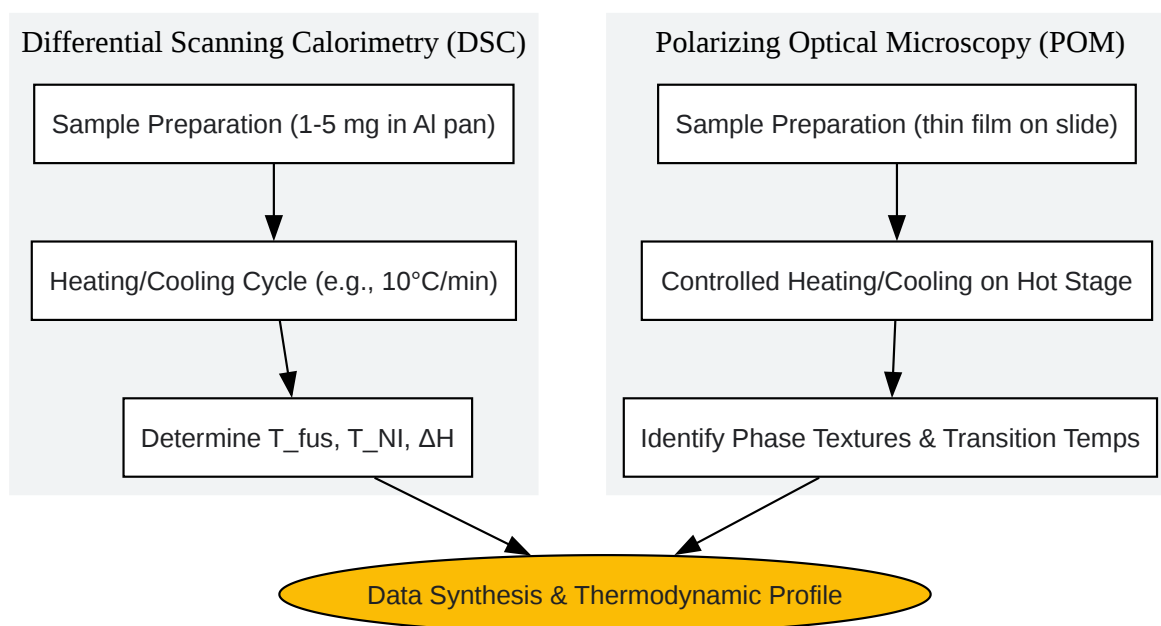 Differential Scanning Calorimetry (DSC)
Sample Preparation (1-5 mg in Al pan)
Heating/Cooling Cycle (e.g., 10°C/min)
Determine T_fus, T_NI, ΔH
Polarizing Optical Microscopy (POM)
Sample Preparation (thin film on slide)
Controlled Heating/Cooling on Hot Stage
Identify Phase Textures & Transition Temps
Data Synthesis & Thermodynamic Profile